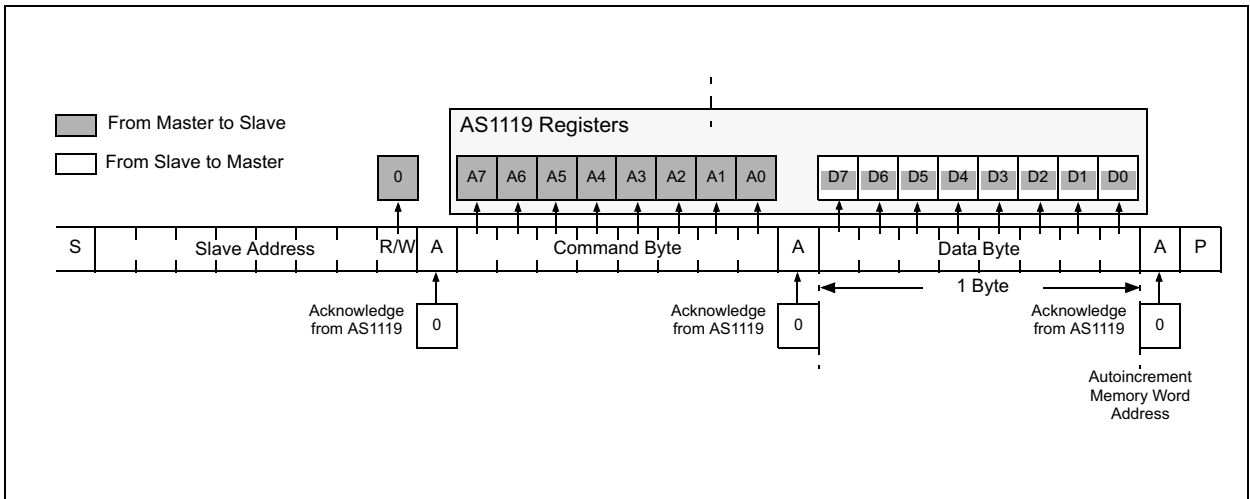 From Master to Slave
From Slave to Master
AS1119 Registers
0 A7 A6 A5 A4 A3 A2 A1 A0 D7 D6 D5 D4 D3 D2 D1 D0
S Slave Address R/W A Command Byte A Data Byte A P
1 Byte
Acknowledge
from AS1119
0
Acknowledge
from AS1119
0
Acknowledge
from AS1119
0
Autoincrement
Memory Word
Address